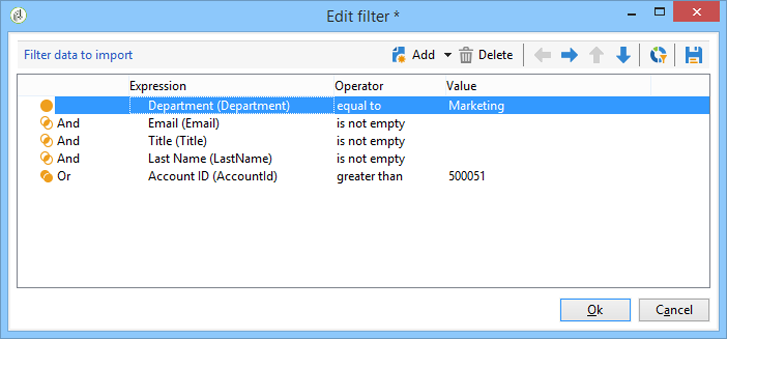 Edit filter *
Filter data to import Add Delete
Expression Operator Value
Department (Department) equal to Marketing
And Email (Email) is not empty
And Title (Title) is not empty
And Last Name (LastName) is not empty
Or Account ID (AccountId) greater than 500051
Ok Cancel